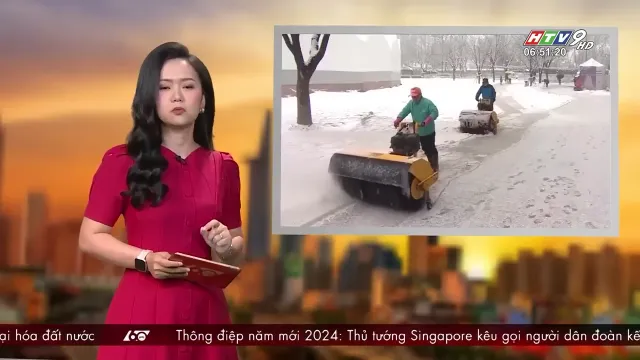 HTV9 HD
06:51:20
ại hóa đất nước
60 Thông điệp năm mới 2024: Thủ tướng Singapore kêu gọi người dân đoàn kế